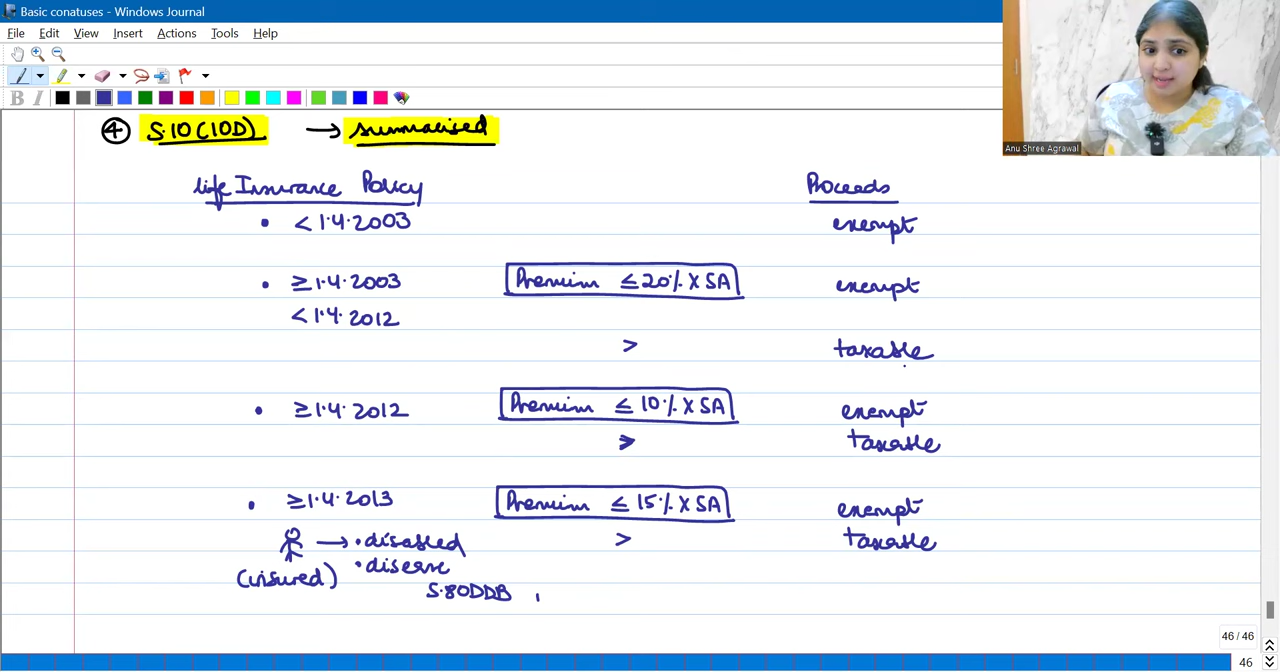 Basic conatuses - Windows Journal
File Edit View Insert Actions Tools Help
B I
Anu Shree Agrawal
④ S.10(10D) → summarised
life Insurance Policy Proceeds
• < 1.4.2003 exempt
• ≥ 1.4.2003 Premium ≤ 20% X SA exempt
< 1.4.2012
> taxable
• ≥ 1.4.2012 Premium ≤ 10% X SA exempt
> taxable
• ≥ 1.4.2013 Premium ≤ 15% X SA exempt
→ • disabled > taxable
• disease
(insured)
S.80DDB
46 / 46
46